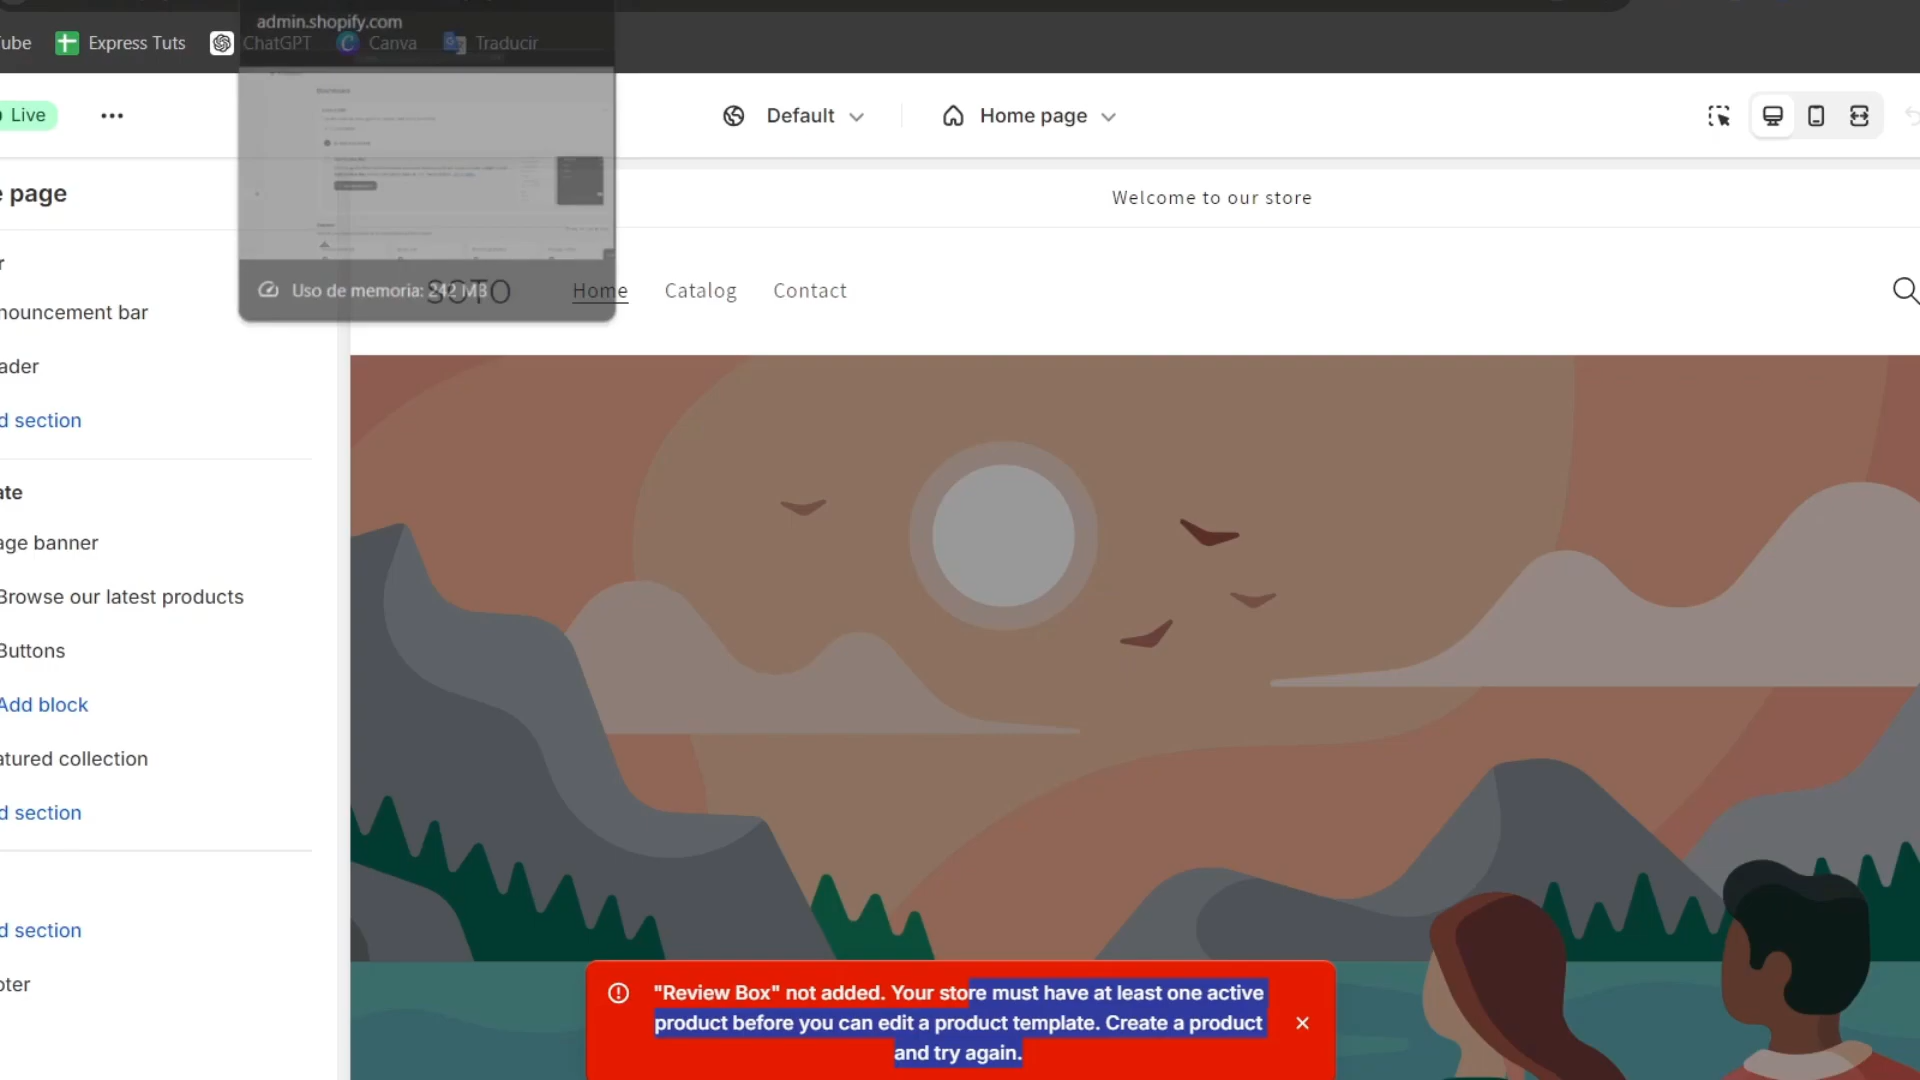 admin.shopify.com
ube
Express Tuts
ChatGPT
Canva
Traducir
Live
Default
Home page
e page
Welcome to our store
r
Uso de memoria: 242 MB
SOTO
Home
Catalog
Contact
nouncement bar
ader
d section
ate
age banner
Browse our latest products
Buttons
Add block
atured collection
d section
d section
oter
"Review Box" not added. Your store must have at least one active
product before you can edit a product template. Create a product
and try again.